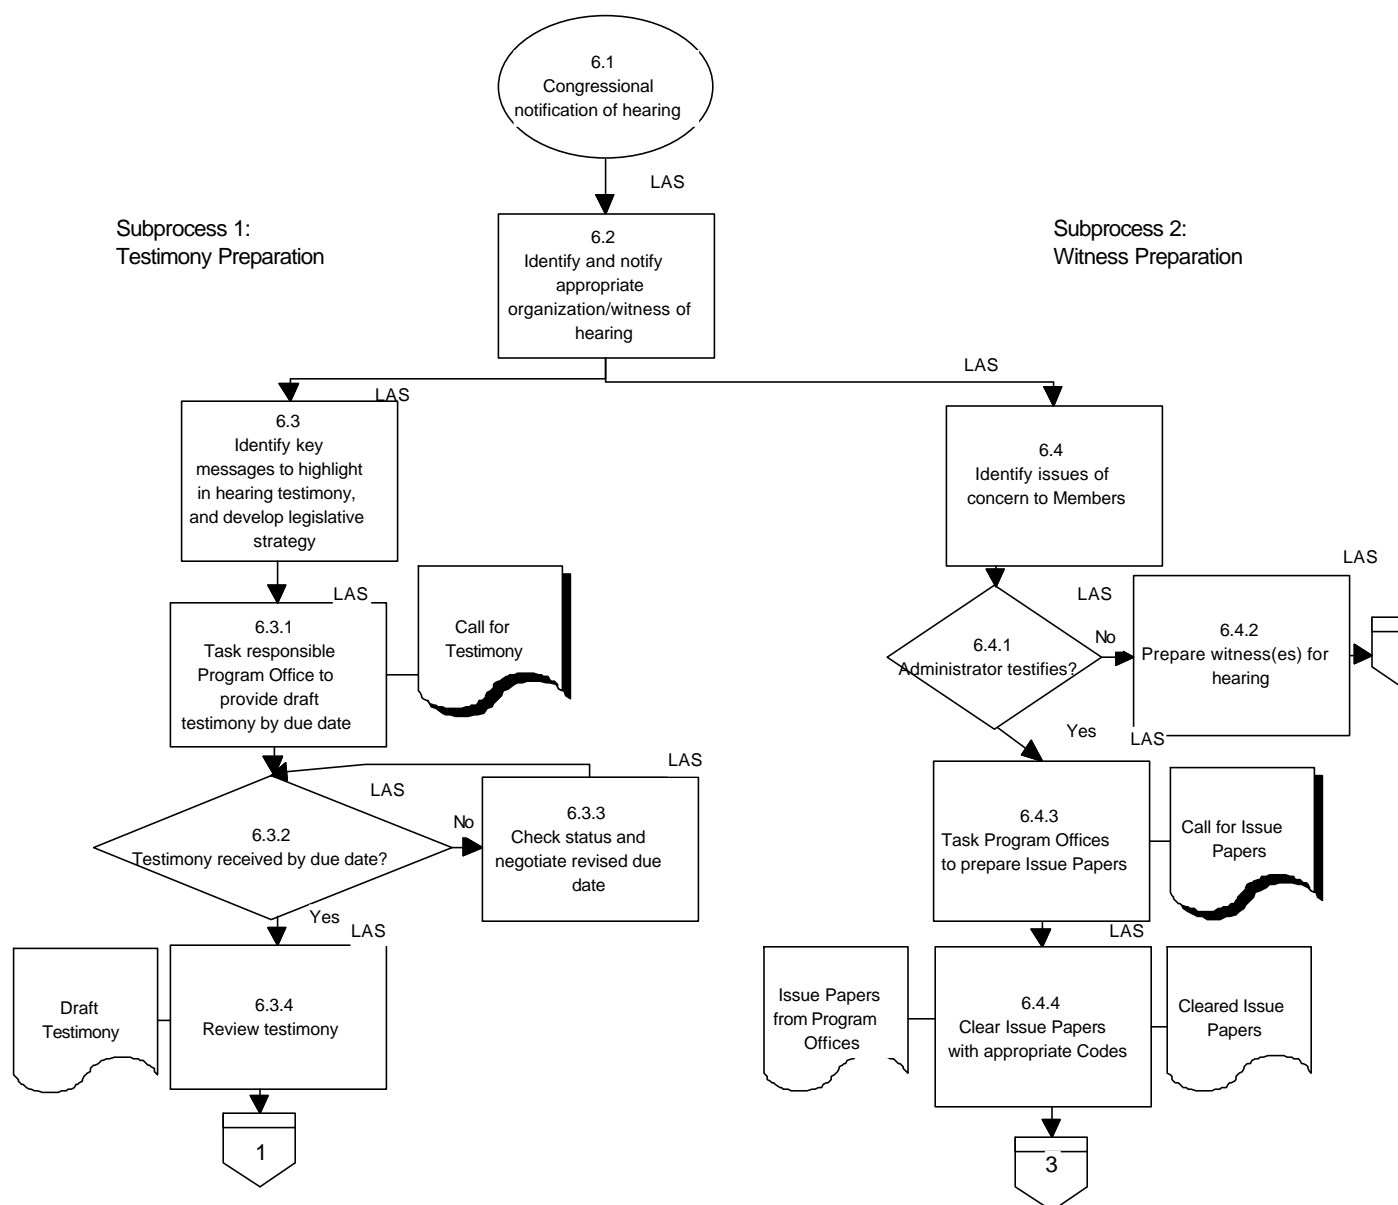 6.1
Congressional
notification of hearing
LAS
Subprocess 1:
Testimony Preparation
Subprocess 2:
Witness Preparation
6.2
Identify and notify
appropriate
organization/witness of
hearing
LAS
LAS
6.3
Identify key
messages to highlight
in hearing testimony,
and develop legislative
strategy
6.4
Identify issues of
concern to Members
LAS
6.3.1
Task responsible
Program Office to
provide draft
testimony by due date
Call for
Testimony
LAS
6.4.1
Administrator testifies?
No
LAS
6.4.2
Prepare witness(es) for
hearing
Yes
LAS
LAS
6.3.2
Testimony received by due date?
No
LAS
6.3.3
Check status and
negotiate revised due
date
6.4.3
Task Program Offices
to prepare Issue Papers
Call for Issue
Papers
Yes
LAS
LAS
Draft
Testimony
6.3.4
Review testimony
Issue Papers
from Program
Offices
6.4.4
Clear Issue Papers
with appropriate Codes
Cleared Issue
Papers
1
3